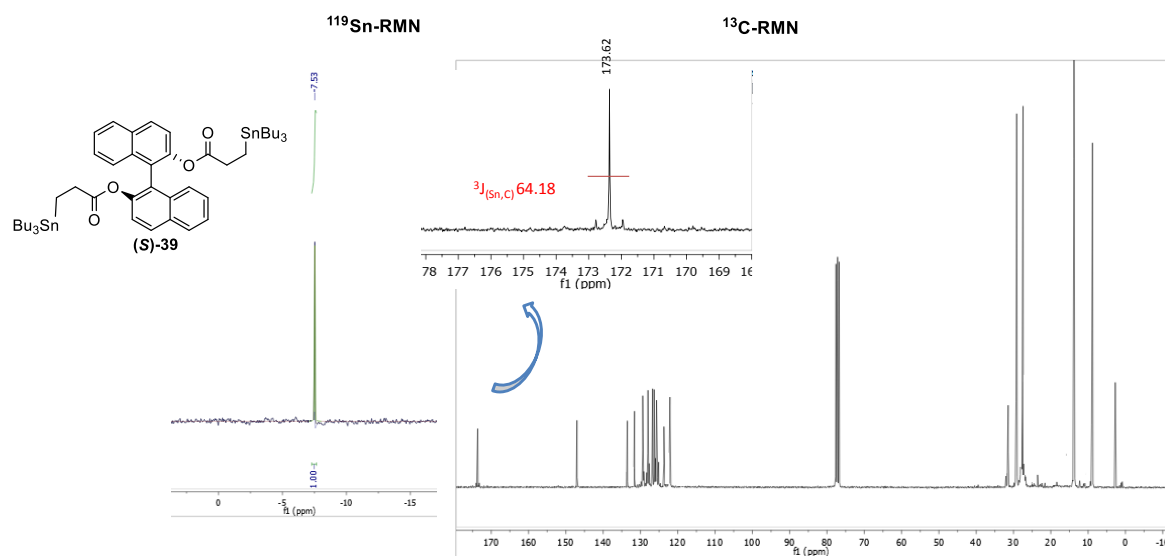 ¹¹⁹Sn-RMN
¹³C-RMN
-7.53
173.62
SnBu₃
O
O
O
O
Bu₃Sn
(S)-39
³J(Sn,C) 64.18
78 177 176 175 174 173 172 171 170 169 16
f1 (ppm)
1.00
0 -5 -10 -15
f1 (ppm)
170 160 150 140 130 120 110 100 90 80 70 60 50 40 30 20 10 0 -10
f1 (ppm)